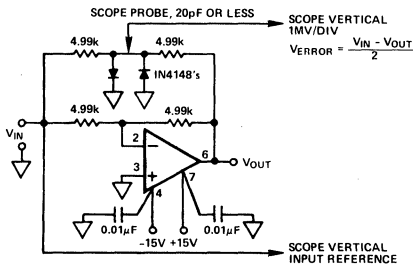 SCOPE PROBE, 20pF OR LESS
SCOPE VERTICAL
1MV/DIV
VERROR = VIN - VOUT
2
4.99k
4.99k
IN4148's
4.99k
4.99k
VIN
2
6
VOUT
3
7
4
0.01μF
0.01μF
-15V +15V
SCOPE VERTICAL
INPUT REFERENCE